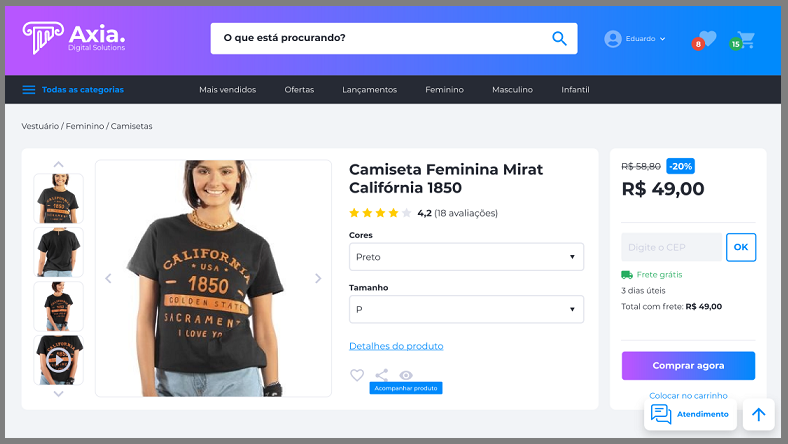 Axia.
Digital Solutions
O que está procurando?
Eduardo
8
15
Todas as categorias
Mais vendidos
Ofertas
Lançamentos
Feminino
Masculino
Infantil
Vestuário / Feminino / Camisetas
CALIFORNIA
USA
1850
GOLDEN STATE
SACRAMEN
I LOVE YO
Camiseta Feminina Mirat
Califórnia 1850
4,2 (18 avaliações)
Cores
Preto
Tamanho
P
Detalhes do produto
Acompanhar produto
R$ 58,80 -20%
R$ 49,00
Digite o CEP
OK
Frete grátis
3 dias úteis
Total com frete: R$ 49,00
Comprar agora
Colocar no carrinho
Atendimento